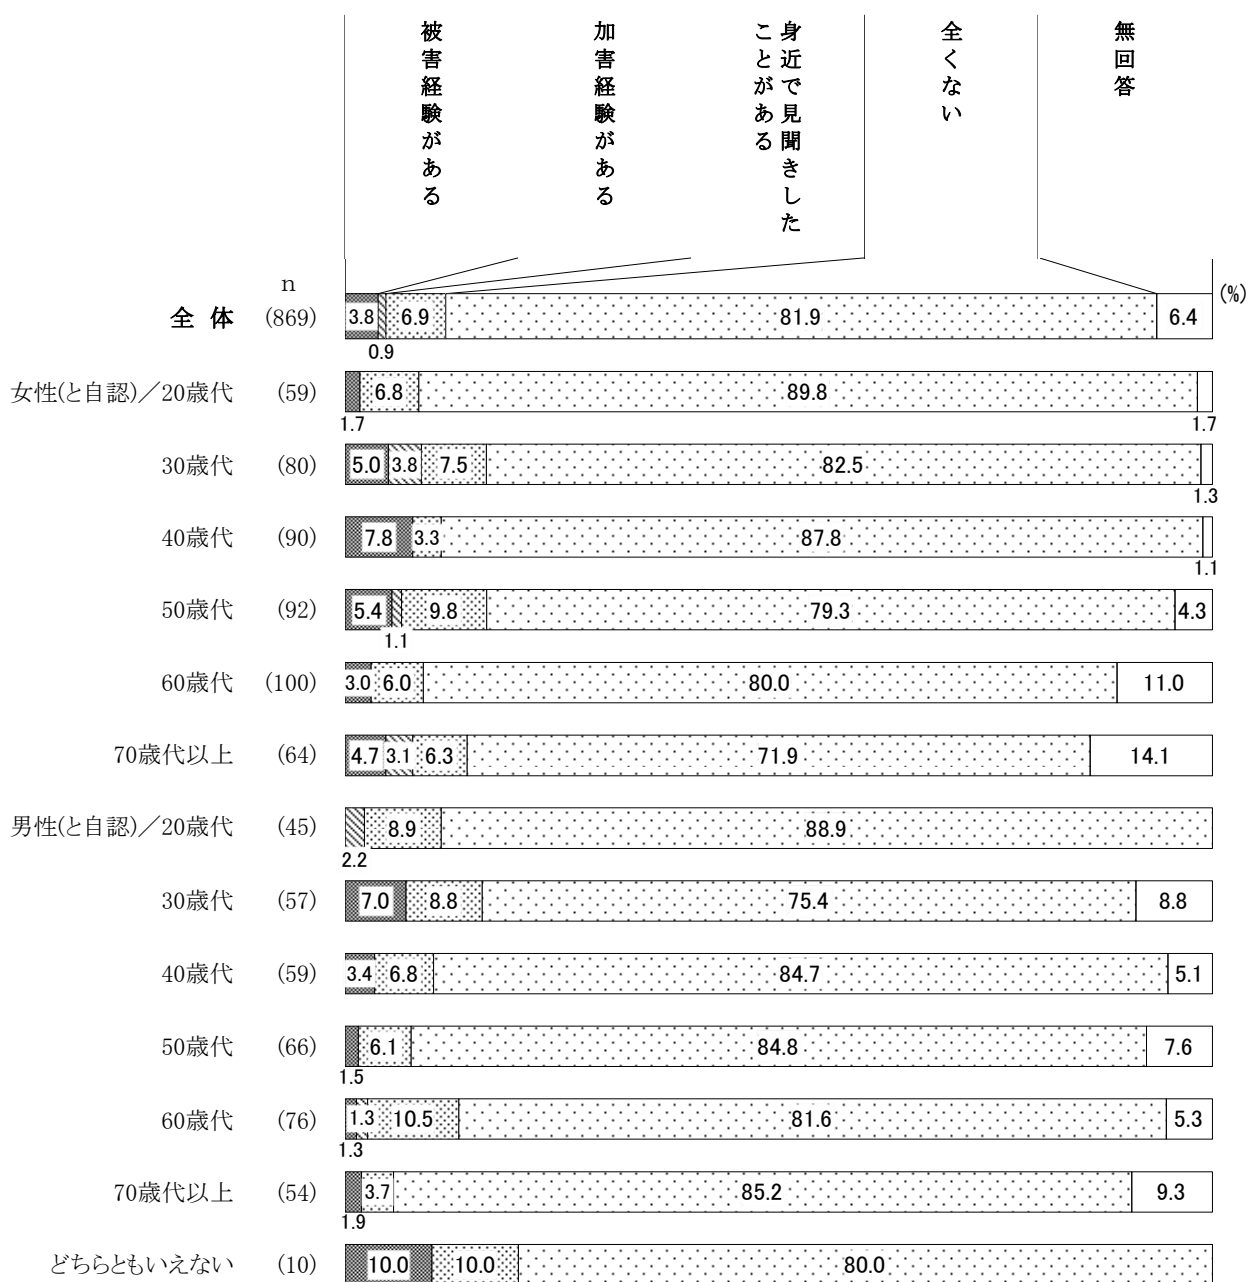 被害経験がある
加害経験がある
身近で見聞きした
ことがある
全くない
無回答
n
(%)
全 体 (869) 3.8 6.9 81.9 6.4
0.9
女性(と自認)／20歳代 (59) 6.8 89.8
1.7 1.7
30歳代 (80) 5.0 3.8 7.5 82.5
1.3
40歳代 (90) 7.8 3.3 87.8
1.1
50歳代 (92) 5.4 9.8 79.3 4.3
1.1
60歳代 (100) 3.0 6.0 80.0 11.0
70歳代以上 (64) 4.7 3.1 6.3 71.9 14.1
男性(と自認)／20歳代 (45) 8.9 88.9
2.2
30歳代 (57) 7.0 8.8 75.4 8.8
40歳代 (59) 3.4 6.8 84.7 5.1
50歳代 (66) 6.1 84.8 7.6
1.5
60歳代 (76) 1.3 10.5 81.6 5.3
1.3
70歳代以上 (54) 3.7 85.2 9.3
1.9
どちらともいえない (10) 10.0 10.0 80.0